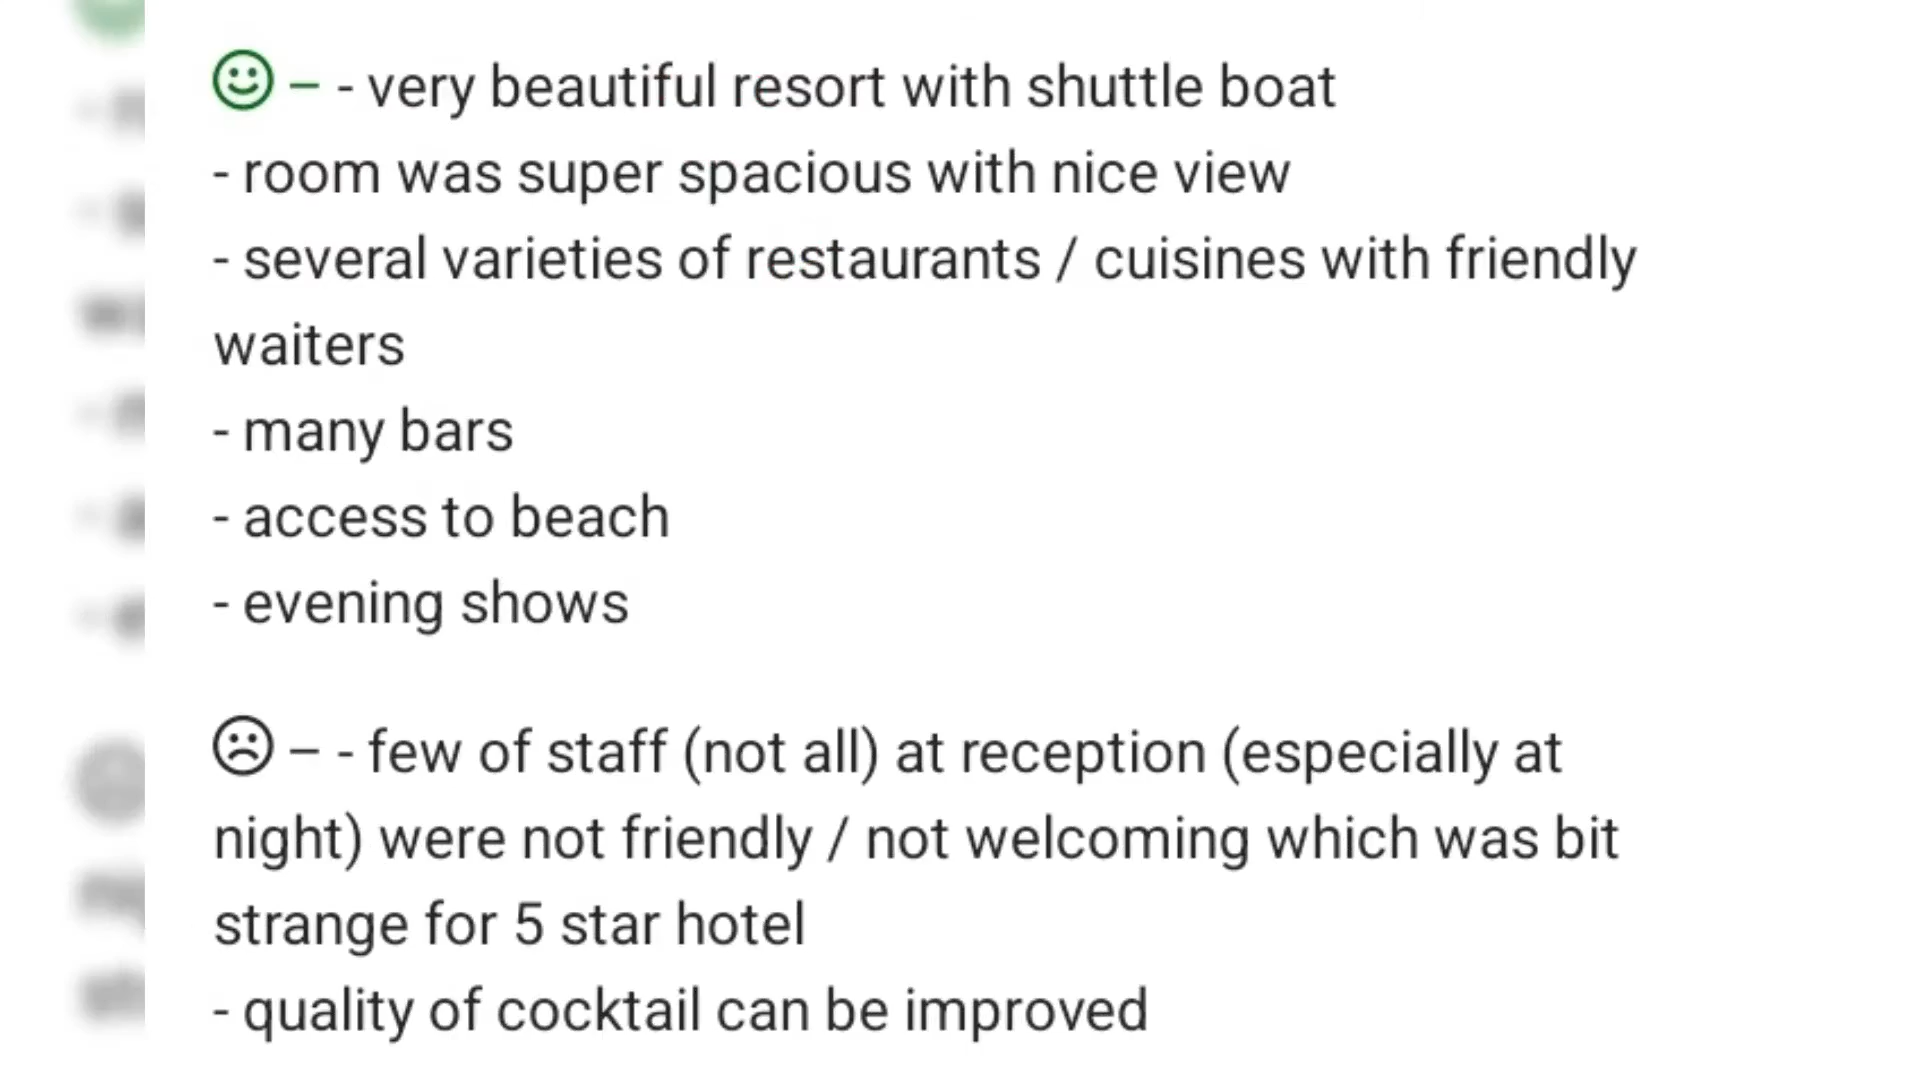 – - very beautiful resort with shuttle boat
- room was super spacious with nice view
- several varieties of restaurants / cuisines with friendly
waiters
- many bars
- access to beach
- evening shows
– - few of staff (not all) at reception (especially at
night) were not friendly / not welcoming which was bit
strange for 5 star hotel
- quality of cocktail can be improved